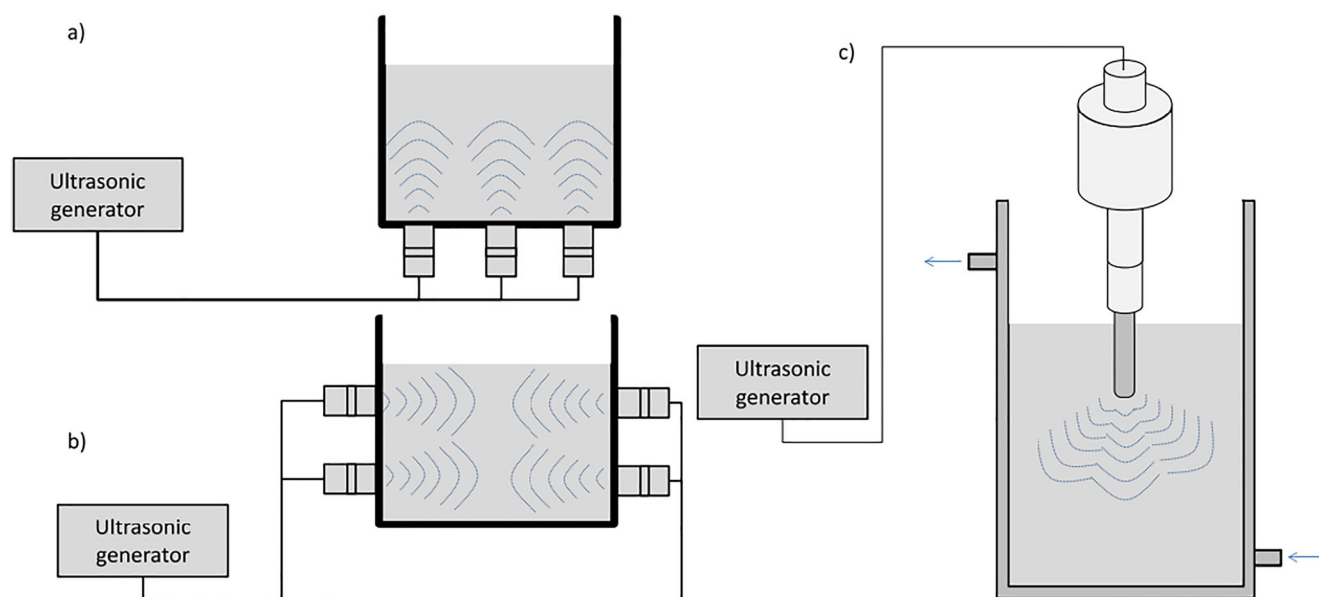 a)
Ultrasonic
generator
b)
Ultrasonic
generator
c)
Ultrasonic
generator